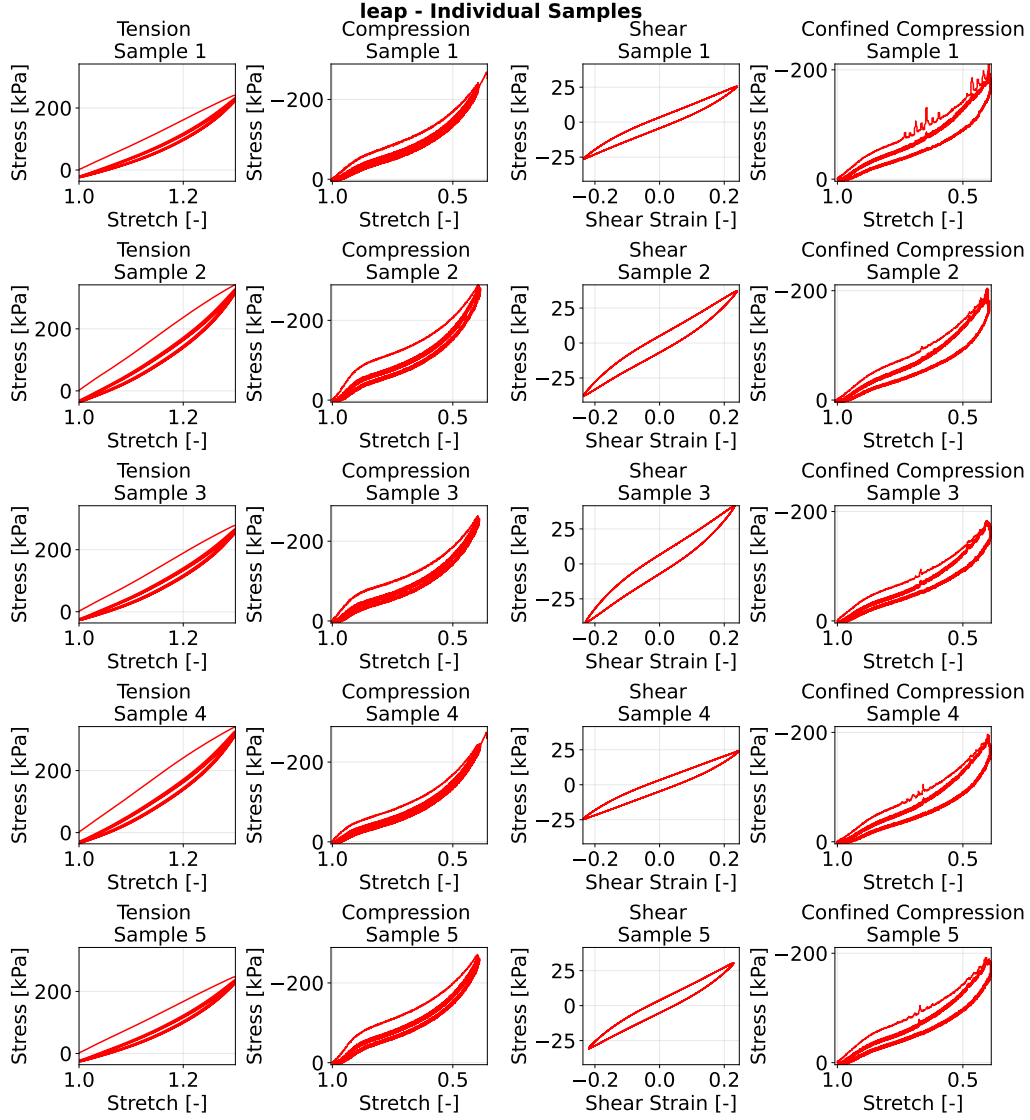 leap - Individual Samples
Tension
Sample 1
Compression
Sample 1
Shear
Sample 1
Confined Compression
Sample 1
Stress [kPa]
200
0
1.0
1.2
Stretch [-]
Stress [kPa]
−200
0
1.0
0.5
Stretch [-]
Stress [kPa]
25
0
−25
−0.2
0.0
0.2
Shear Strain [-]
Stress [kPa]
−200
0
1.0
0.5
Stretch [-]
Tension
Sample 2
Compression
Sample 2
Shear
Sample 2
Confined Compression
Sample 2
Stress [kPa]
200
0
1.0
1.2
Stretch [-]
Stress [kPa]
−200
0
1.0
0.5
Stretch [-]
Stress [kPa]
25
0
−25
−0.2
0.0
0.2
Shear Strain [-]
Stress [kPa]
−200
0
1.0
0.5
Stretch [-]
Tension
Sample 3
Compression
Sample 3
Shear
Sample 3
Confined Compression
Sample 3
Stress [kPa]
200
0
1.0
1.2
Stretch [-]
Stress [kPa]
−200
0
1.0
0.5
Stretch [-]
Stress [kPa]
25
0
−25
−0.2
0.0
0.2
Shear Strain [-]
Stress [kPa]
−200
0
1.0
0.5
Stretch [-]
Tension
Sample 4
Compression
Sample 4
Shear
Sample 4
Confined Compression
Sample 4
Stress [kPa]
200
0
1.0
1.2
Stretch [-]
Stress [kPa]
−200
0
1.0
0.5
Stretch [-]
Stress [kPa]
25
0
−25
−0.2
0.0
0.2
Shear Strain [-]
Stress [kPa]
−200
0
1.0
0.5
Stretch [-]
Tension
Sample 5
Compression
Sample 5
Shear
Sample 5
Confined Compression
Sample 5
Stress [kPa]
200
0
1.0
1.2
Stretch [-]
Stress [kPa]
−200
0
1.0
0.5
Stretch [-]
Stress [kPa]
25
0
−25
−0.2
0.0
0.2
Shear Strain [-]
Stress [kPa]
−200
0
1.0
0.5
Stretch [-]